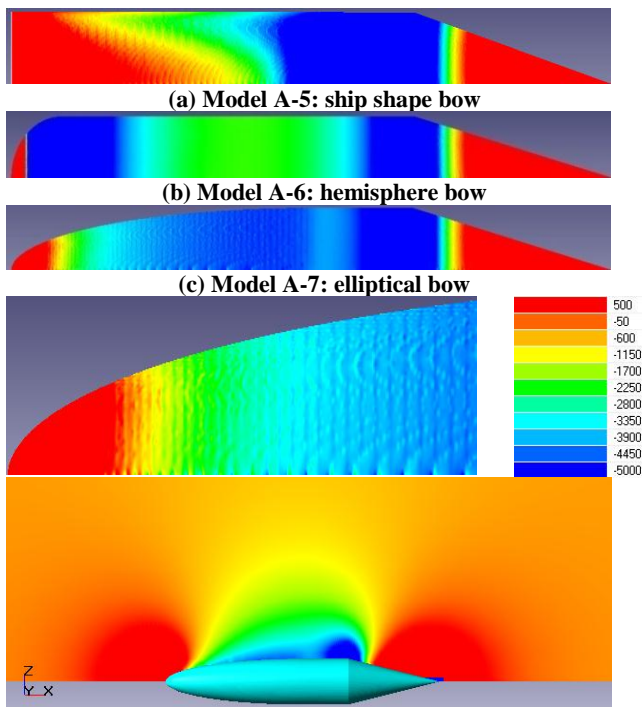 (a) Model A-5: ship shape bow
(b) Model A-6: hemisphere bow
(c) Model A-7: elliptical bow
500
-50
-600
-1150
-1700
-2250
-2800
-3350
-3900
-4450
-5000
Z
Y X